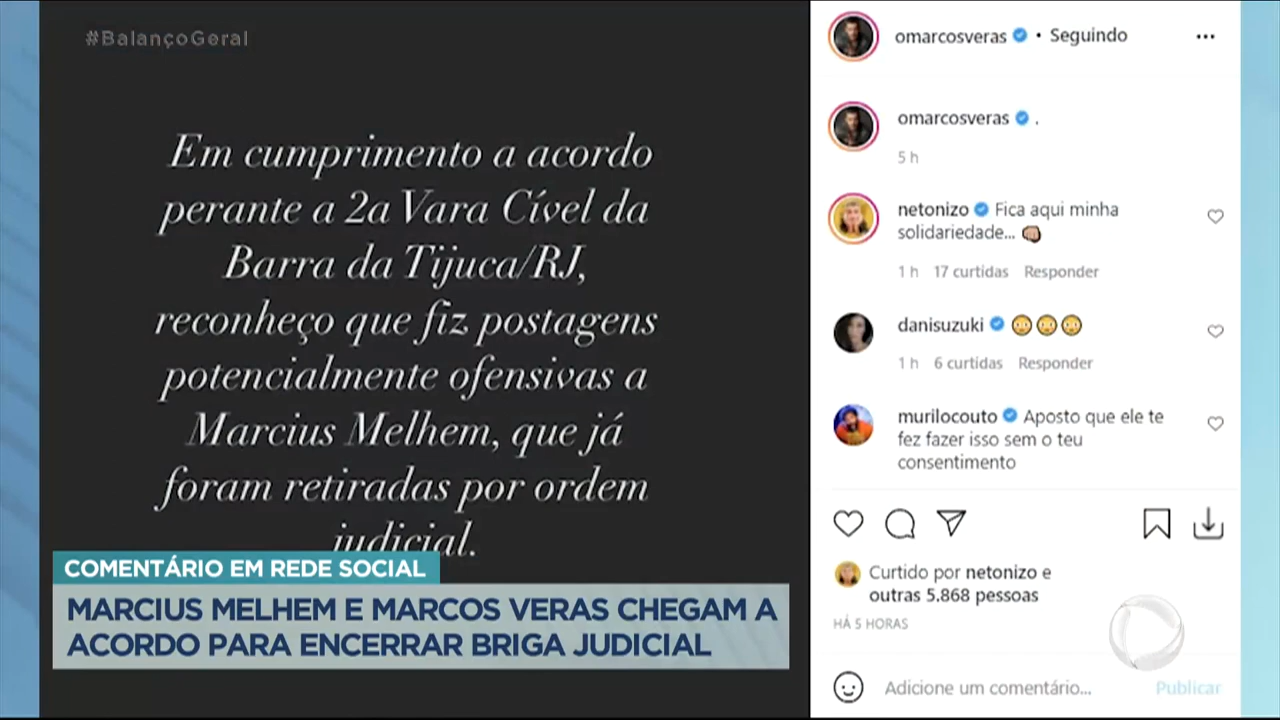 #BalançoGeral
Em cumprimento a acordo
perante a 2a Vara Cível da
Barra da Tijuca/RJ,
reconheço que fiz postagens
potencialmente ofensivas a
Marcius Melhem, que já
foram retiradas por ordem
judicial.
COMENTÁRIO EM REDE SOCIAL
MARCIUS MELHEM E MARCOS VERAS CHEGAM A
ACORDO PARA ENCERRAR BRIGA JUDICIAL
omarcosveras • Seguindo
omarcosveras .
5 h
netonizo Fica aqui minha
solidariedade... 👊🏽
1 h 17 curtidas Responder
danisuzuki 😳😳😳
1 h 6 curtidas Responder
murilocouto Aposto que ele te
fez fazer isso sem o teu
consentimento
Curtido por netonizo e
outras 5.868 pessoas
HÁ 5 HORAS
Adicione um comentário... Publicar